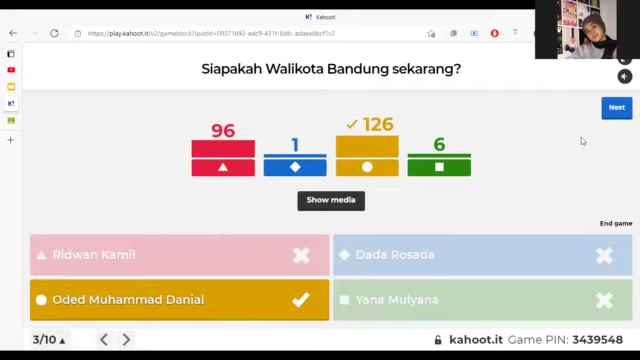 K! Kahoot!
https://play.kahoot.it/v2/gameblock?quizId=09371692-edc9-431f-8dfc-adaee6bcf1c3
Siapakah Walikota Bandung sekarang?
Next
96
1
126
6
Show media
End game
Ridwan Kamil
Dada Rosada
Oded Muhammad Danial
Yana Mulyana
3/10
kahoot.it Game PIN: 3439548